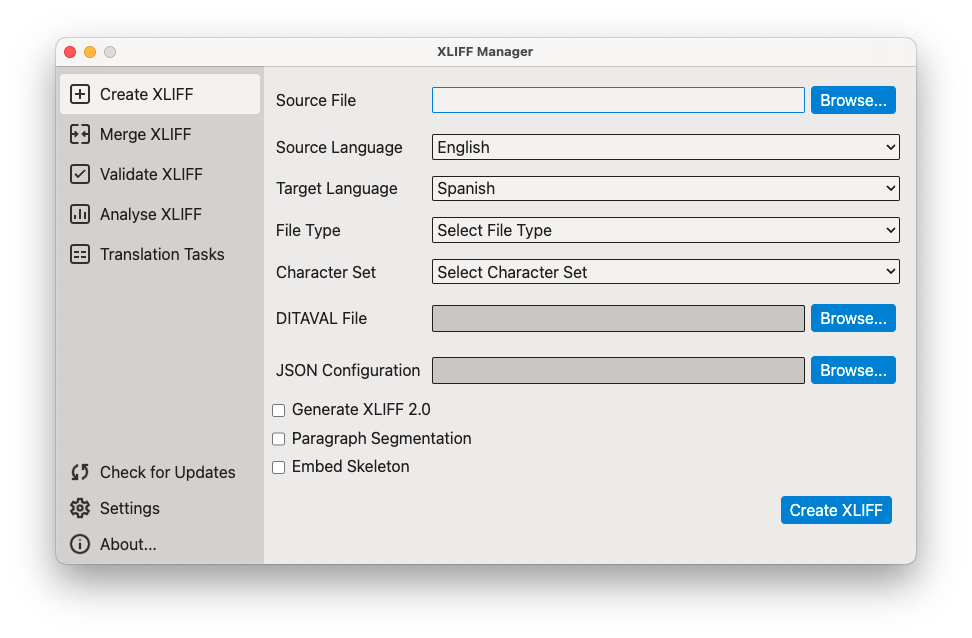 XLIFF Manager
Create XLIFF
Merge XLIFF
Validate XLIFF
Analyse XLIFF
Translation Tasks
Check for Updates
Settings
About...
Source File
Browse...
Source Language
English
Target Language
Spanish
File Type
Select File Type
Character Set
Select Character Set
DITAVAL File
Browse...
JSON Configuration
Browse...
Generate XLIFF 2.0
Paragraph Segmentation
Embed Skeleton
Create XLIFF